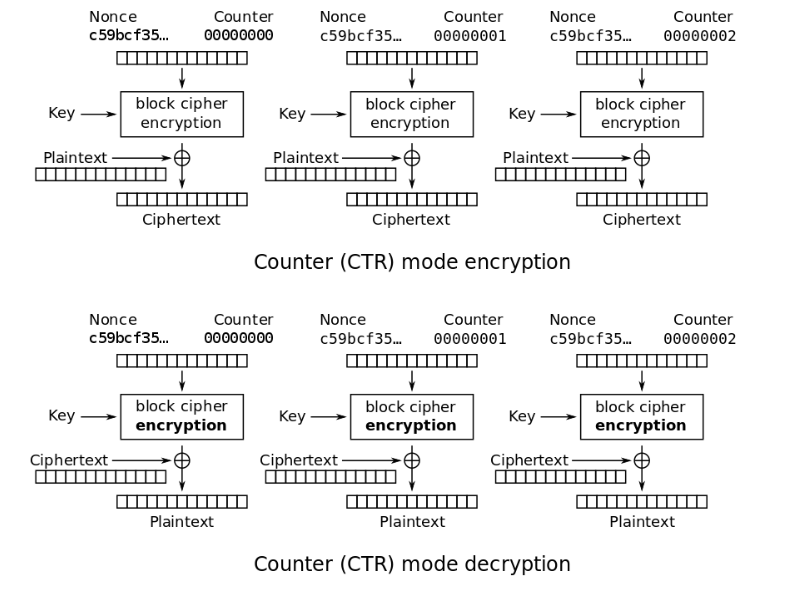 Nonce Counter Nonce Counter Nonce Counter
c59bcf35… 00000000 c59bcf35… 00000001 c59bcf35… 00000002
Key block cipher encryption Key block cipher encryption Key block cipher encryption
Plaintext Plaintext Plaintext
Ciphertext Ciphertext Ciphertext
Counter (CTR) mode encryption
Nonce Counter Nonce Counter Nonce Counter
c59bcf35… 00000000 c59bcf35… 00000001 c59bcf35… 00000002
Key block cipher encryption Key block cipher encryption Key block cipher encryption
Ciphertext Ciphertext Ciphertext
Plaintext Plaintext Plaintext
Counter (CTR) mode decryption